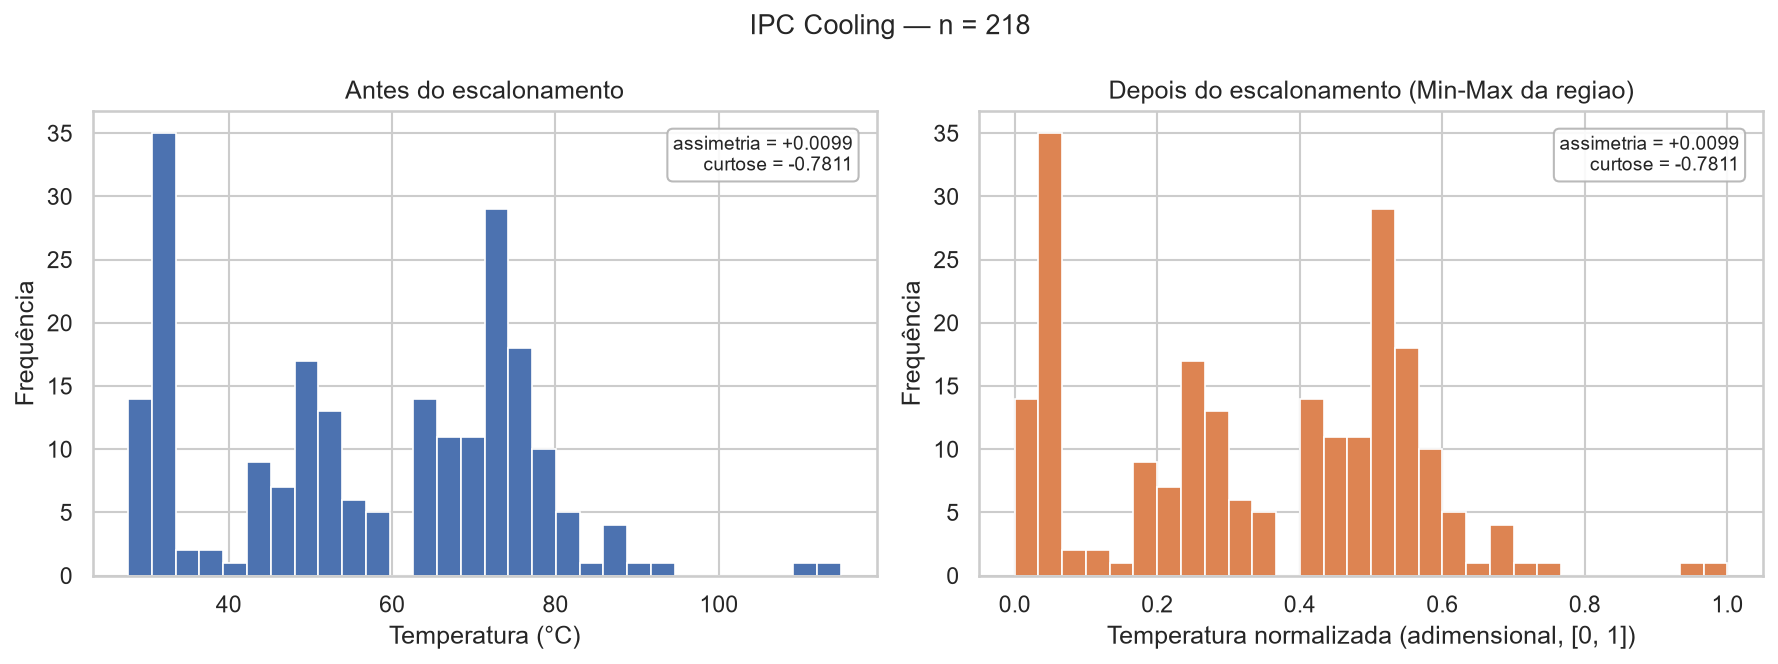 IPC Cooling — n = 218
Antes do escalonamento
assimetria = +0.0099
curtose = -0.7811
Frequência
35
30
25
20
15
10
5
0
40 60 80 100
Temperatura (°C)
Depois do escalonamento (Min-Max da regiao)
assimetria = +0.0099
curtose = -0.7811
Frequência
35
30
25
20
15
10
5
0
0.0 0.2 0.4 0.6 0.8 1.0
Temperatura normalizada (adimensional, [0, 1])